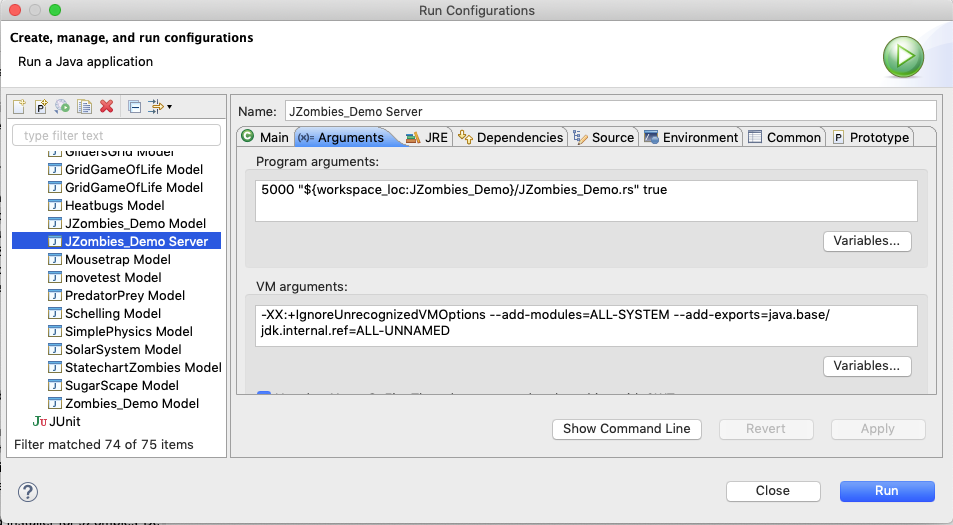 Run Configurations
Create, manage, and run configurations
Run a Java application
type filter text
GlidersGrid Model
GridGameOfLife Model
GridGameOfLife Model
Heatbugs Model
JZombies_Demo Model
JZombies_Demo Server
Mousetrap Model
movetest Model
PredatorPrey Model
Schelling Model
SimplePhysics Model
SolarSystem Model
StatechartZombies Model
SugarScape Model
Zombies_Demo Model
JUnit
Filter matched 74 of 75 items
Name: JZombies_Demo Server
Main (x)= Arguments JRE Dependencies Source Environment Common Prototype
Program arguments:
5000 "${workspace_loc:JZombies_Demo}/JZombies_Demo.rs" true
Variables...
VM arguments:
-XX:+IgnoreUnrecognizedVMOptions --add-modules=ALL-SYSTEM --add-exports=java.base/
jdk.internal.ref=ALL-UNNAMED
Variables...
Show Command Line Revert Apply
? Close Run